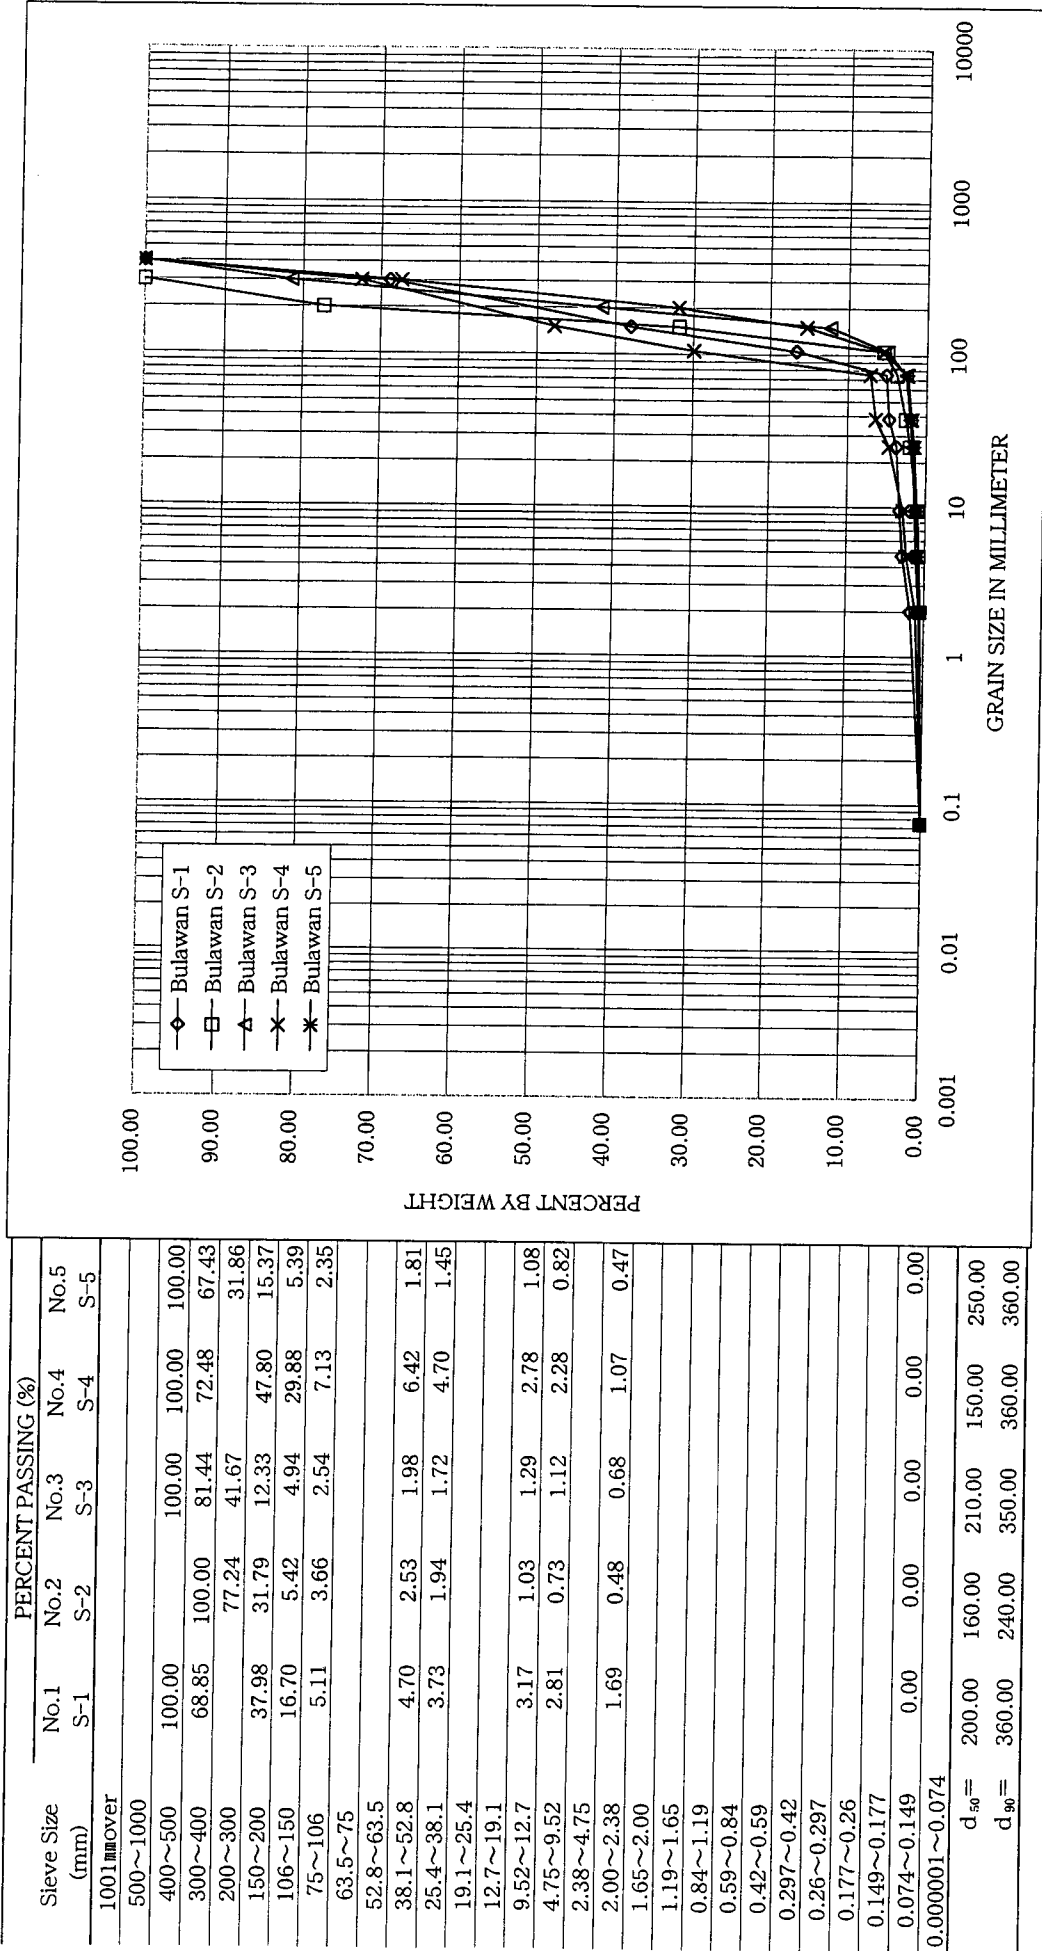 PERCENT PASSING (%)
Sieve Size No.1 No.2 No.3 No.4 No.5
(mm) S-1 S-2 S-3 S-4 S-5
1001mmover
500~1000
400~500 100.00 100.00 100.00 100.00
300~400 68.85 100.00 81.44 72.48 67.43
200~300 77.24 41.67 31.86
150~200 37.98 31.79 12.33 47.80 15.37
106~150 16.70 5.42 4.94 29.88 5.39
75~106 5.11 3.66 2.54 7.13 2.35
63.5~75
52.8~63.5
38.1~52.8 4.70 2.53 1.98 6.42 1.81
25.4~38.1 3.73 1.94 1.72 4.70 1.45
19.1~25.4
12.7~19.1
9.52~12.7 3.17 1.03 1.29 2.78 1.08
4.75~9.52 2.81 0.73 1.12 2.28 0.82
2.38~4.75
2.00~2.38 1.69 0.48 0.68 1.07 0.47
1.65~2.00
1.19~1.65
0.84~1.19
0.59~0.84
0.42~0.59
0.297~0.42
0.26~0.297
0.177~0.26
0.149~0.177
0.074~0.149 0.00 0.00 0.00 0.00 0.00
0.00001~0.074
d 50= 200.00 160.00 210.00 150.00 250.00
d 90= 360.00 240.00 350.00 360.00 360.00
PERCENT BY WEIGHT
100.00
90.00
80.00
70.00
60.00
50.00
40.00
30.00
20.00
10.00
0.00
Bulawan S-1
Bulawan S-2
Bulawan S-3
Bulawan S-4
Bulawan S-5
0.001 0.01 0.1 1 10 100 1000 10000
GRAIN SIZE IN MILLIMETER